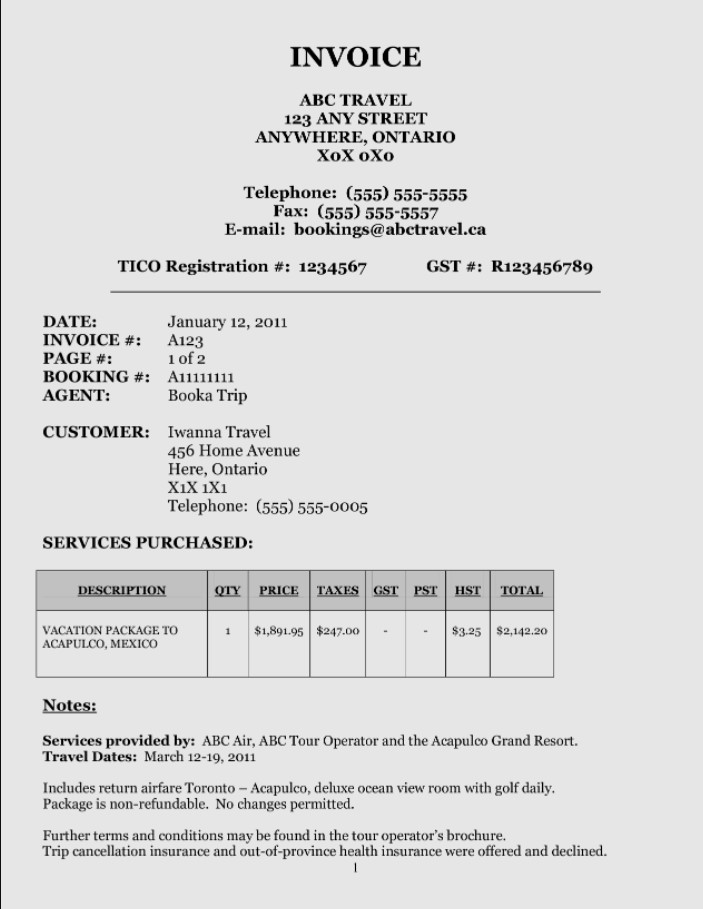 INVOICE
ABC TRAVEL
123 ANY STREET
ANYWHERE, ONTARIO
X0X 0X0
Telephone: (555) 555-5555
Fax: (555) 555-5557
E-mail: bookings@abctravel.ca
TICO Registration #: 1234567 GST #: R123456789
DATE: January 12, 2011
INVOICE #: A123
PAGE #: 1 of 2
BOOKING #: A11111111
AGENT: Booka Trip
CUSTOMER: Iwanna Travel
456 Home Avenue
Here, Ontario
X1X 1X1
Telephone: (555) 555-0005
SERVICES PURCHASED:
DESCRIPTION QTY PRICE TAXES GST PST HST TOTAL
VACATION PACKAGE TO 1 $1,891.95 $247.00 - - $3.25 $2,142.20
ACAPULCO, MEXICO
Notes:
Services provided by: ABC Air, ABC Tour Operator and the Acapulco Grand Resort.
Travel Dates: March 12-19, 2011
Includes return airfare Toronto – Acapulco, deluxe ocean view room with golf daily.
Package is non-refundable. No changes permitted.
Further terms and conditions may be found in the tour operator's brochure.
Trip cancellation insurance and out-of-province health insurance were offered and declined.